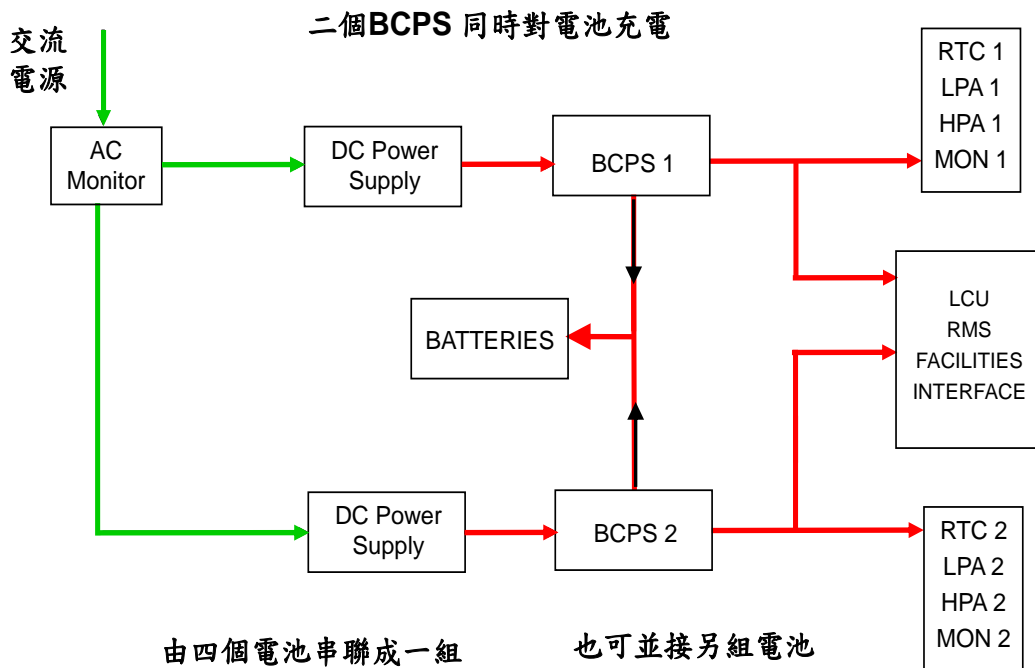 二個BCPS 同時對電池充電
交流
電源
AC
Monitor
DC Power
Supply
BCPS 1
RTC 1
LPA 1
HPA 1
MON 1
BATTERIES
LCU
RMS
FACILITIES
INTERFACE
DC Power
Supply
BCPS 2
RTC 2
LPA 2
HPA 2
MON 2
由四個電池串聯成一組
也可並接另組電池